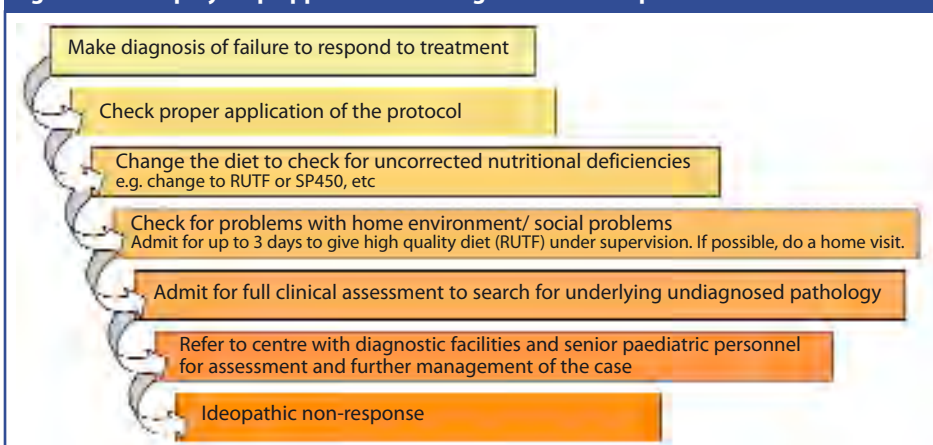 Make diagnosis of failure to respond to treatment
Check proper application of the protocol
Change the diet to check for uncorrected nutritional deficiencies
e.g. change to RUTF or SP450, etc
Check for problems with home environment/ social problems
Admit for up to 3 days to give high quality diet (RUTF) under supervision. If possible, do a home visit.
Admit for full clinical assessment to search for underlying undiagnosed pathology
Refer to centre with diagnostic facilities and senior paediatric personnel
for assessment and further management of the case
Ideopathic non-response